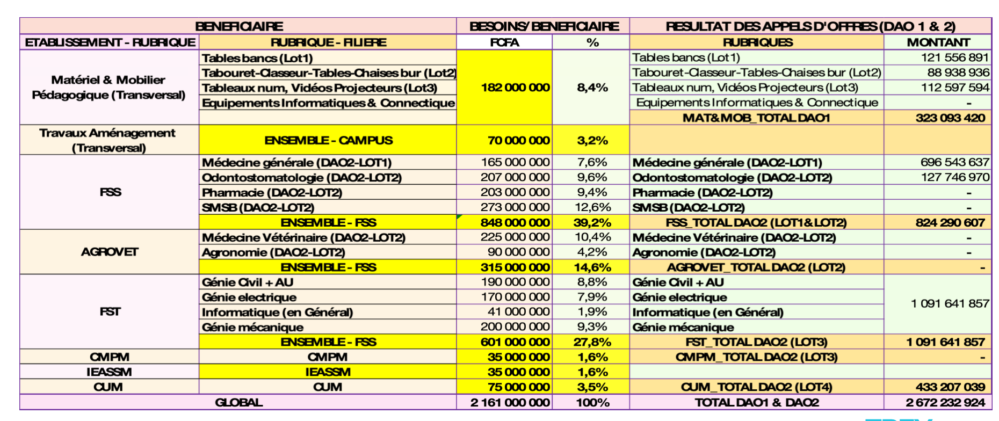 BENEFICIAIRE BESOINS/BENEFICIAIRE RESULTAT DES APPELS D'OFFRES (DAO 1 & 2)
ETABLISSEMENT - RUBRIQUE RUBRIQUE - FILIERE FCFA % RUBRIQUES MONTANT
Matériel & Mobilier Pédagogique (Transversal) 182 000 000 8,4%
Tables bancs (Lot1) Tables bancs (Lot1) 121 556 891
Tabouret-Classeur-Tables-Chaises bur (Lot2) Tabouret-Classeur-Tables-Chaises bur (Lot2) 88 938 936
Tableaux num, Vidéos Projecteurs (Lot3) Tableaux num, Vidéos Projecteurs (Lot3) 112 597 594
Equipements Informatiques & Connectique Equipements Informatiques & Connectique -
MAT&MOB_TOTAL DAO1 323 093 420
Travaux Aménagement (Transversal) ENSEMBLE - CAMPUS 70 000 000 3,2%
FSS
Médecine générale (DAO2-LOT1) 165 000 000 7,6% Médecine générale (DAO2-LOT1) 696 543 637
Odontostomatologie (DAO2-LOT2) 207 000 000 9,6% Odontostomatologie (DAO2-LOT2) 127 746 970
Pharmacie (DAO2-LOT2) 203 000 000 9,4% Pharmacie (DAO2-LOT2) -
SMSB (DAO2-LOT2) 273 000 000 12,6% SMSB (DAO2-LOT2) -
ENSEMBLE - FSS 848 000 000 39,2% FSS_TOTAL DAO2 (LOT1&LOT2) 824 290 607
AGROVET
Médecine Vétérinaire (DAO2-LOT2) 225 000 000 10,4% Médecine Vétérinaire (DAO2-LOT2) -
Agronomie (DAO2-LOT2) 90 000 000 4,2% Agronomie (DAO2-LOT2) -
ENSEMBLE - FSS 315 000 000 14,6% AGROVET_TOTAL DAO2 (LOT2) -
FST
Génie Civil + AU 190 000 000 8,8% Génie Civil + AU
Génie electrique 170 000 000 7,9% Génie electrique 1 091 641 857
Informatique (en Général) 41 000 000 1,9% Informatique (en Général)
Génie mécanique 200 000 000 9,3% Génie mécanique
ENSEMBLE - FSS 601 000 000 27,8% FST_TOTAL DAO2 (LOT3) 1 091 641 857
CMPM CMPM 35 000 000 1,6% CMPM_TOTAL DAO2 (LOT3) -
IEASSM IEASSM 35 000 000 1,6%
CUM CUM 75 000 000 3,5% CUM_TOTAL DAO2 (LOT4) 433 207 039
GLOBAL 2 161 000 000 100% TOTAL DAO1 & DAO2 2 672 232 924